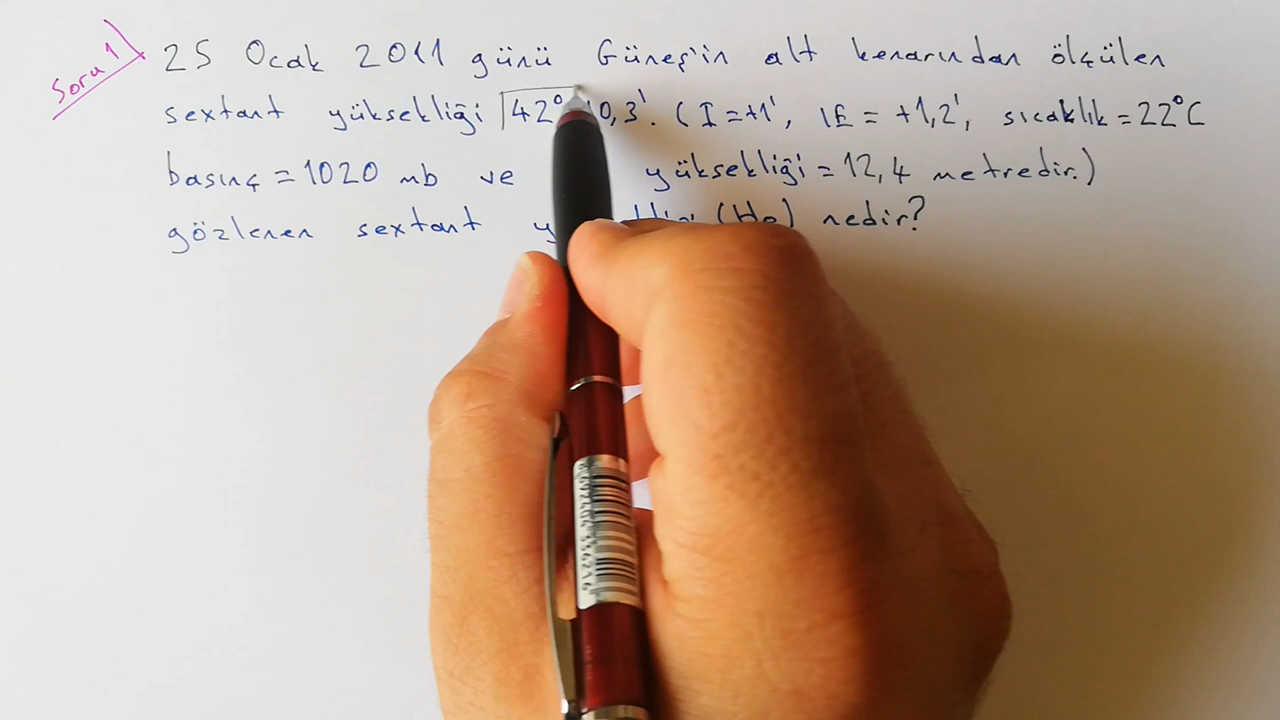 Soru 1
25 Ocak 2011 günü Güneş'in alt kenarından ölçülen
sextant yüksekliği 42° 0,3'. ( I = +1', IE = +1,2', sıcaklık = 22°C
basınç = 1020 mb ve yüksekliği = 12,4 metredir.)
gözlenen sextant (Ho) nedir?